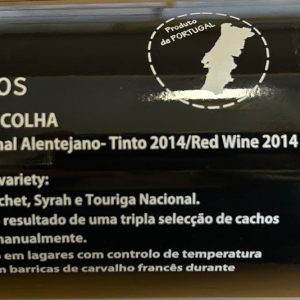 Produto
de PORTUGAL
OS
COLHA
nal Alentejano- Tinto 2014/Red Wine 2014
variety:
chet, Syrah e Touriga Nacional.
resultado de uma tripla selecção de cachos
manualmente.
em lagares com controlo de temperatura
barricas de carvalho francês durante